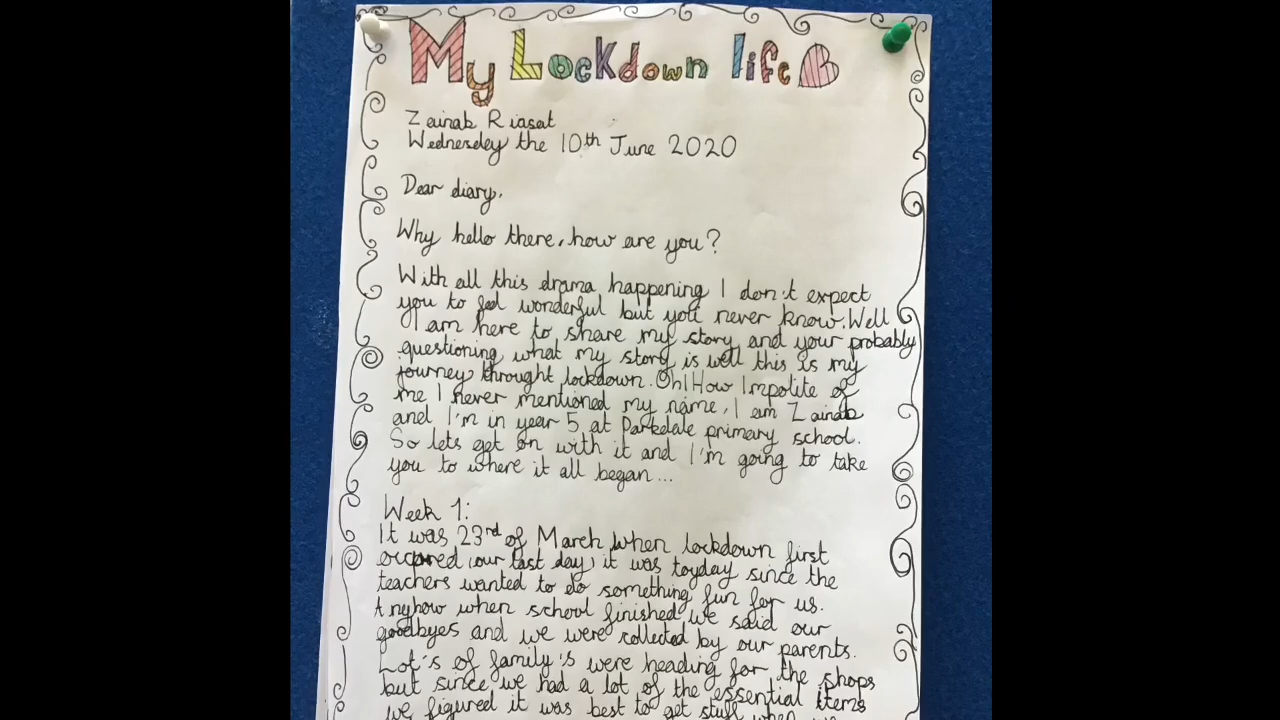 My Lockdown life
Zainab Riasat
Wednesday the 10th June 2020
Dear diary,
Why hello there, how are you?
With all this drama happening I don't expect
you to feel wonderful but you never know. Well
I am here to share my story and your probably
questioning what my story is well this is my
journey throught lockdown. Oh! How Impolite of
me I never mentioned my name, I am Zainab
and I'm in year 5 at Parkdale primary school.
So lets get on with it and I'm going to take
you to where it all began...
Week 1:
It was 23rd of March when lockdown first
occured (our last day) it was toyday since the
teachers wanted to do something fun for us.
Anyhow when school finished we said our
goodbyes and we were collected by our parents.
Lot's of family's were heading for the shops
but since we had a lot of the essential items
we figured it was best to get stuff when we